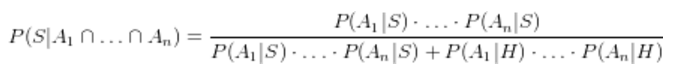 P(S|A₁ ∩ … ∩ Aₙ) = P(A₁|S) · … · P(Aₙ|S) / P(A₁|S) · … · P(Aₙ|S) + P(A₁|H) · … · P(Aₙ|H)